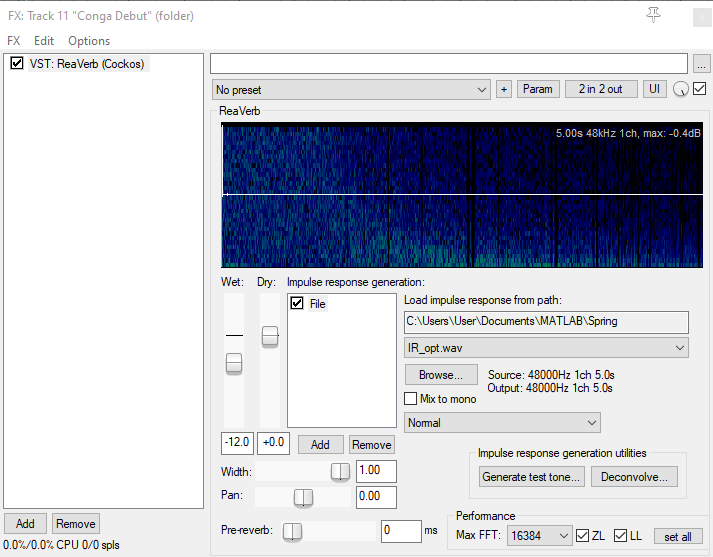 FX: Track 11 "Conga Debut" (folder)
FX Edit Options
VST: ReaVerb (Cockos)
...
No preset + Param 2 in 2 out UI
ReaVerb
5.00s 48kHz 1ch, max: -0.4dB
Wet: Dry: Impulse response generation:
File
Load impulse response from path:
C:\Users\User\Documents\MATLAB\Spring
IR_opt.wav
Browse... Source: 48000Hz 1ch 5.0s
Output: 48000Hz 1ch 5.0s
Mix to mono
Normal
-12.0 +0.0 Add Remove
Width: 1.00
Pan: 0.00
Impulse response generation utilities
Generate test tone... Deconvolve...
Pre-reverb: 0 ms
Performance
Max FFT: 16384 ZL LL set all
Add Remove
0.0%/0.0% CPU 0/0 spls